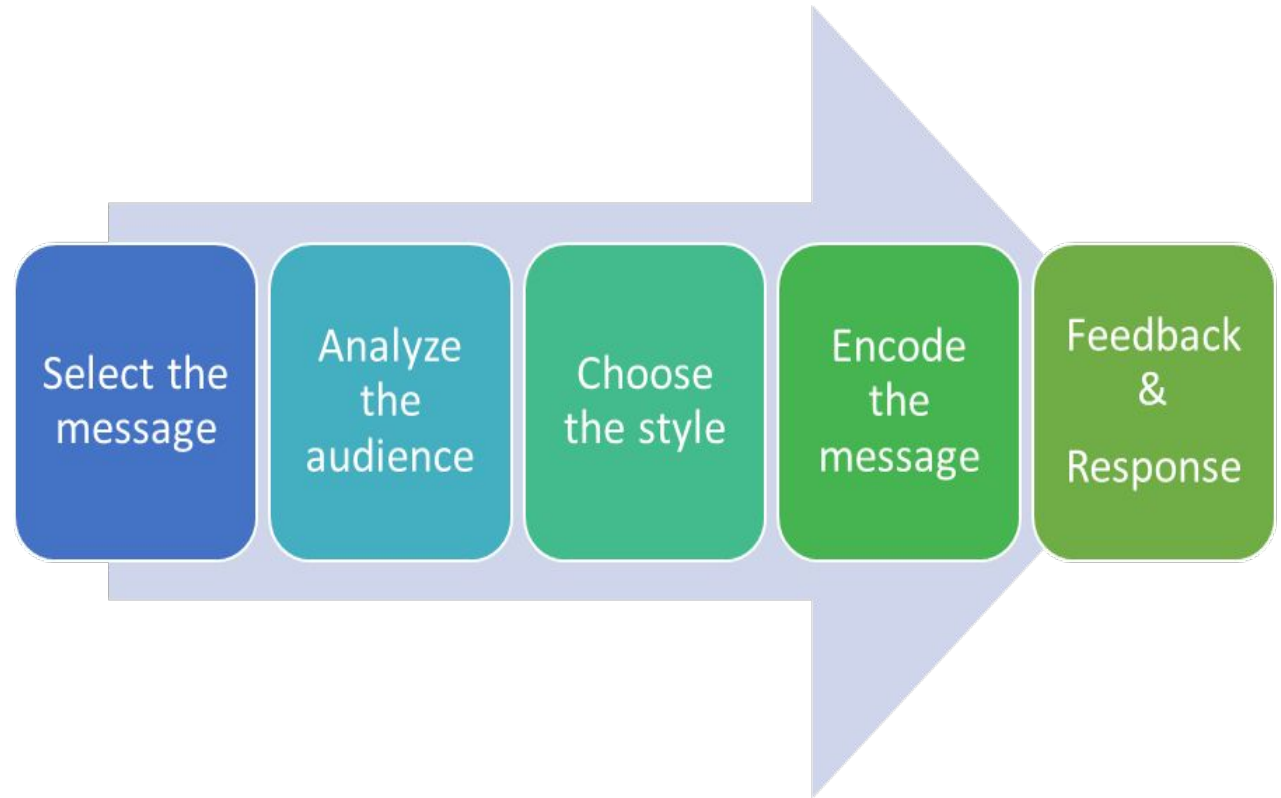 Select the
message
Analyze
the
audience
Choose
the style
Encode
the
message
Feedback
&
Response